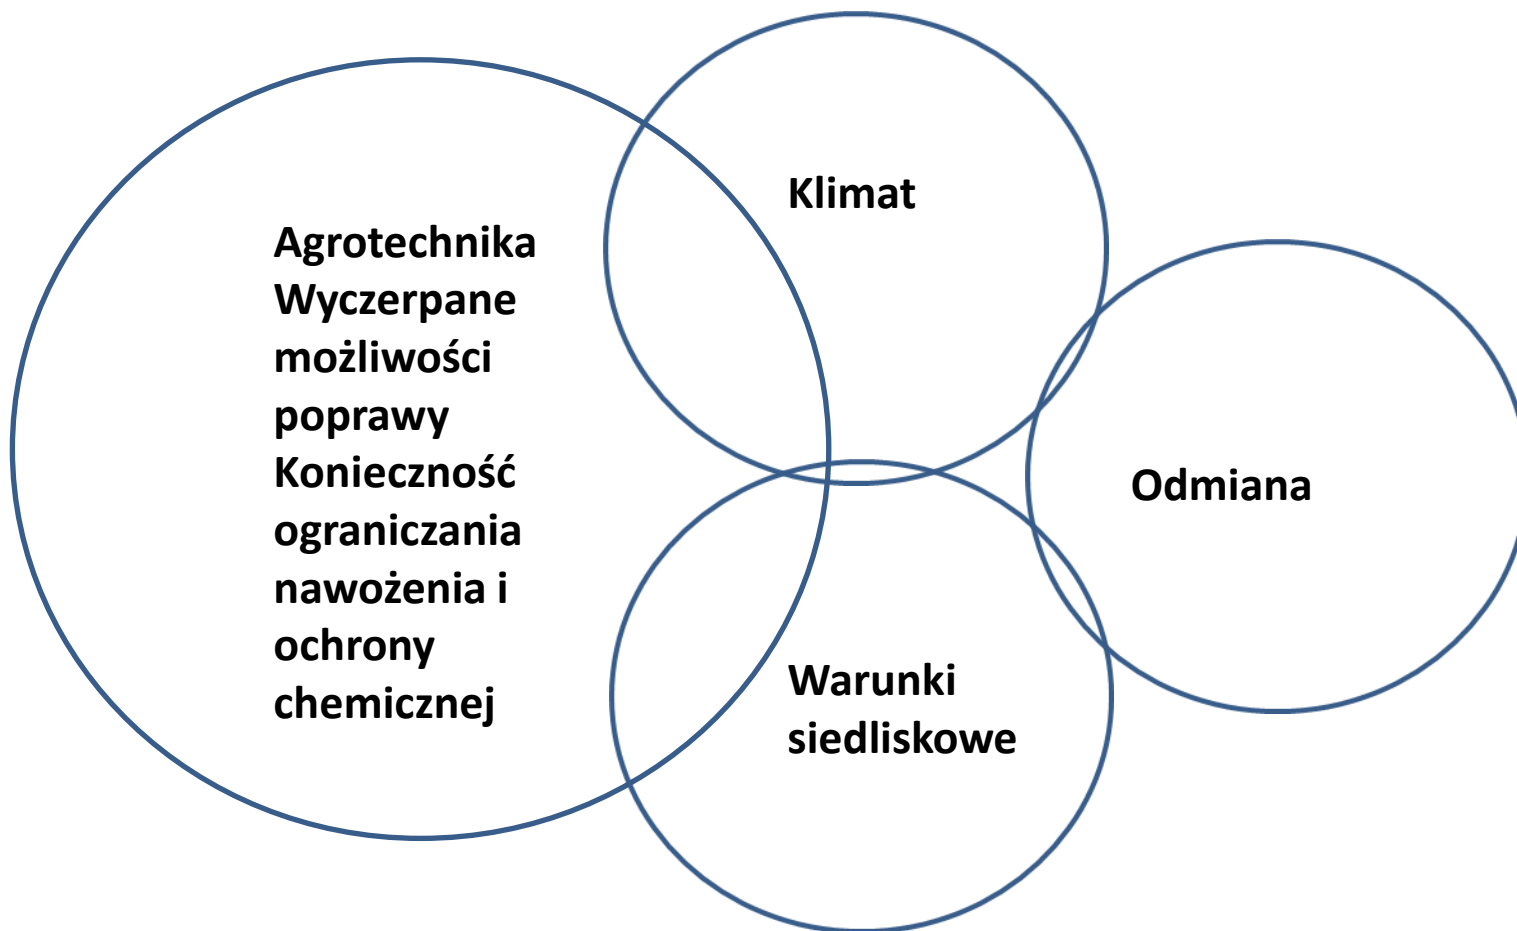 Klimat
Agrotechnika
Wyczerpane
możliwości
poprawy
Konieczność
ograniczania
nawożenia i
ochrony
chemicznej
Odmiana
Warunki
siedliskowe